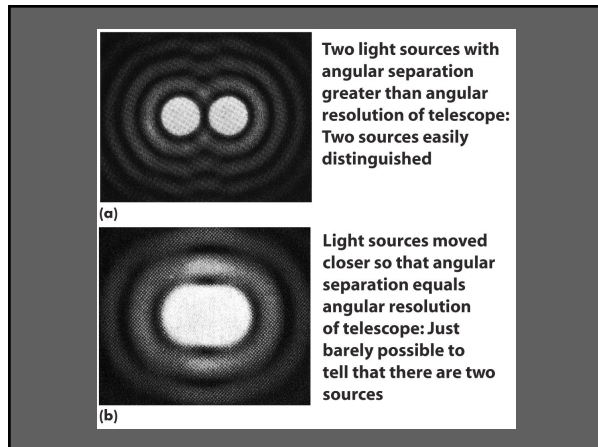 Two light sources with
angular separation
greater than angular
resolution of telescope:
Two sources easily
distinguished
(a)
Light sources moved
closer so that angular
separation equals
angular resolution
of telescope: Just
barely possible to
tell that there are two
sources
(b)